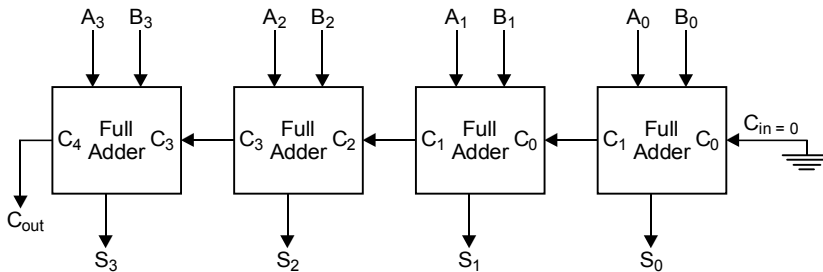 A3 B3 A2 B2 A1 B1 A0 B0
C4 Full Adder C3 C3 Full Adder C2 C1 Full Adder C0 C1 Full Adder C0 Cin = 0
Cout
S3 S2 S1 S0